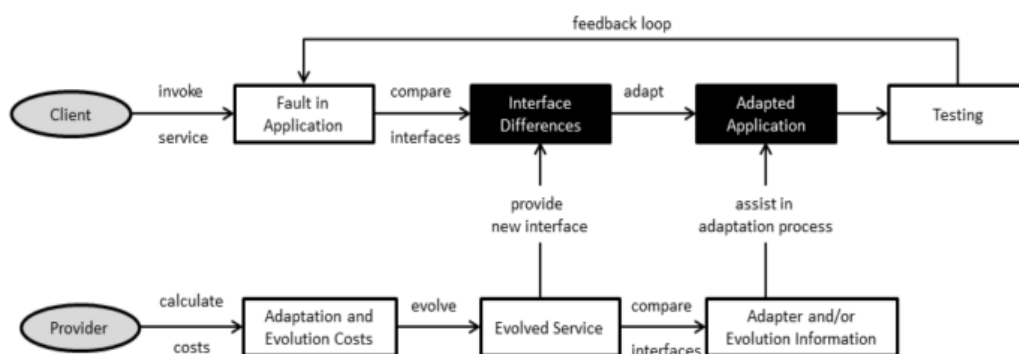 feedback loop
Client
invoke
service
Fault in
Application
compare
interfaces
Interface
Differences
adapt
Adapted
Application
Testing
provide
new interface
assist in
adaptation process
Provider
calculate
costs
Adaptation and
Evolution Costs
evolve
Evolved Service
compare
interfaces
Adapter and/or
Evolution Information